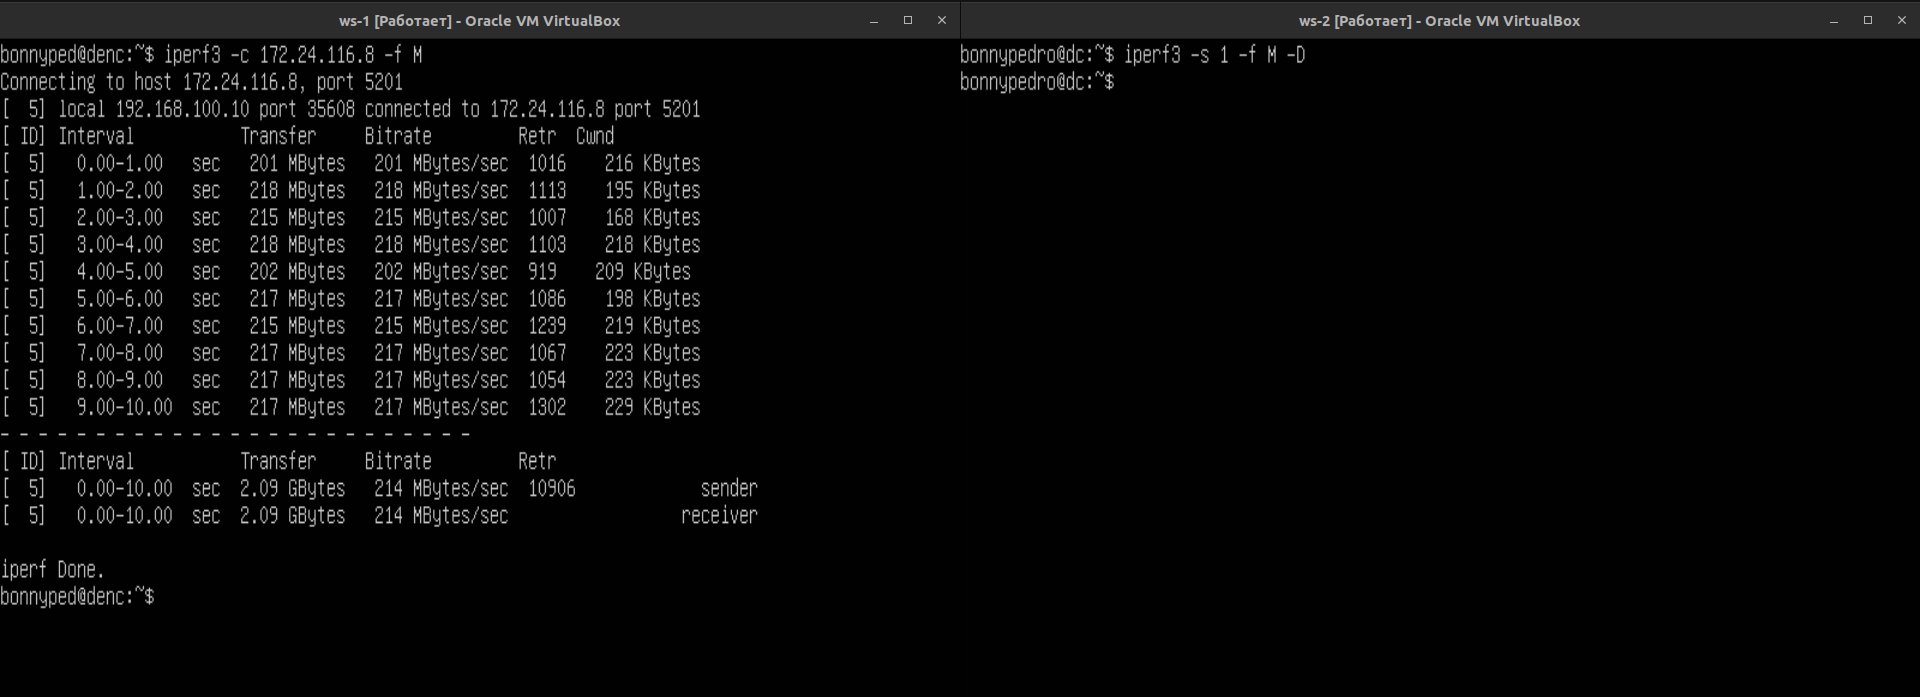 ws-1 [Работает] - Oracle VM VirtualBox
bonnyped@denc:~$ iperf3 -c 172.24.116.8 -f M
Connecting to host 172.24.116.8, port 5201
[  5] local 192.168.100.10 port 35608 connected to 172.24.116.8 port 5201
[ ID] Interval           Transfer     Bitrate         Retr  Cwnd
[  5]   0.00-1.00   sec   201 MBytes   201 MBytes/sec  1016    216 KBytes
[  5]   1.00-2.00   sec   218 MBytes   218 MBytes/sec  1113    195 KBytes
[  5]   2.00-3.00   sec   215 MBytes   215 MBytes/sec  1007    168 KBytes
[  5]   3.00-4.00   sec   218 MBytes   218 MBytes/sec  1103    218 KBytes
[  5]   4.00-5.00   sec   202 MBytes   202 MBytes/sec  919    209 KBytes
[  5]   5.00-6.00   sec   217 MBytes   217 MBytes/sec  1086    198 KBytes
[  5]   6.00-7.00   sec   215 MBytes   215 MBytes/sec  1239    219 KBytes
[  5]   7.00-8.00   sec   217 MBytes   217 MBytes/sec  1067    223 KBytes
[  5]   8.00-9.00   sec   217 MBytes   217 MBytes/sec  1054    223 KBytes
[  5]   9.00-10.00  sec   217 MBytes   217 MBytes/sec  1302    229 KBytes
- - - - - - - - - - - - - - - - - - - - - - - - -
[ ID] Interval           Transfer     Bitrate         Retr
[  5]   0.00-10.00  sec  2.09 GBytes   214 MBytes/sec  10906             sender
[  5]   0.00-10.00  sec  2.09 GBytes   214 MBytes/sec                  receiver
iperf Done.
bonnyped@denc:~$
ws-2 [Работает] - Oracle VM VirtualBox
bonnypedro@dc:~$ iperf3 -s 1 -f M -D
bonnypedro@dc:~$